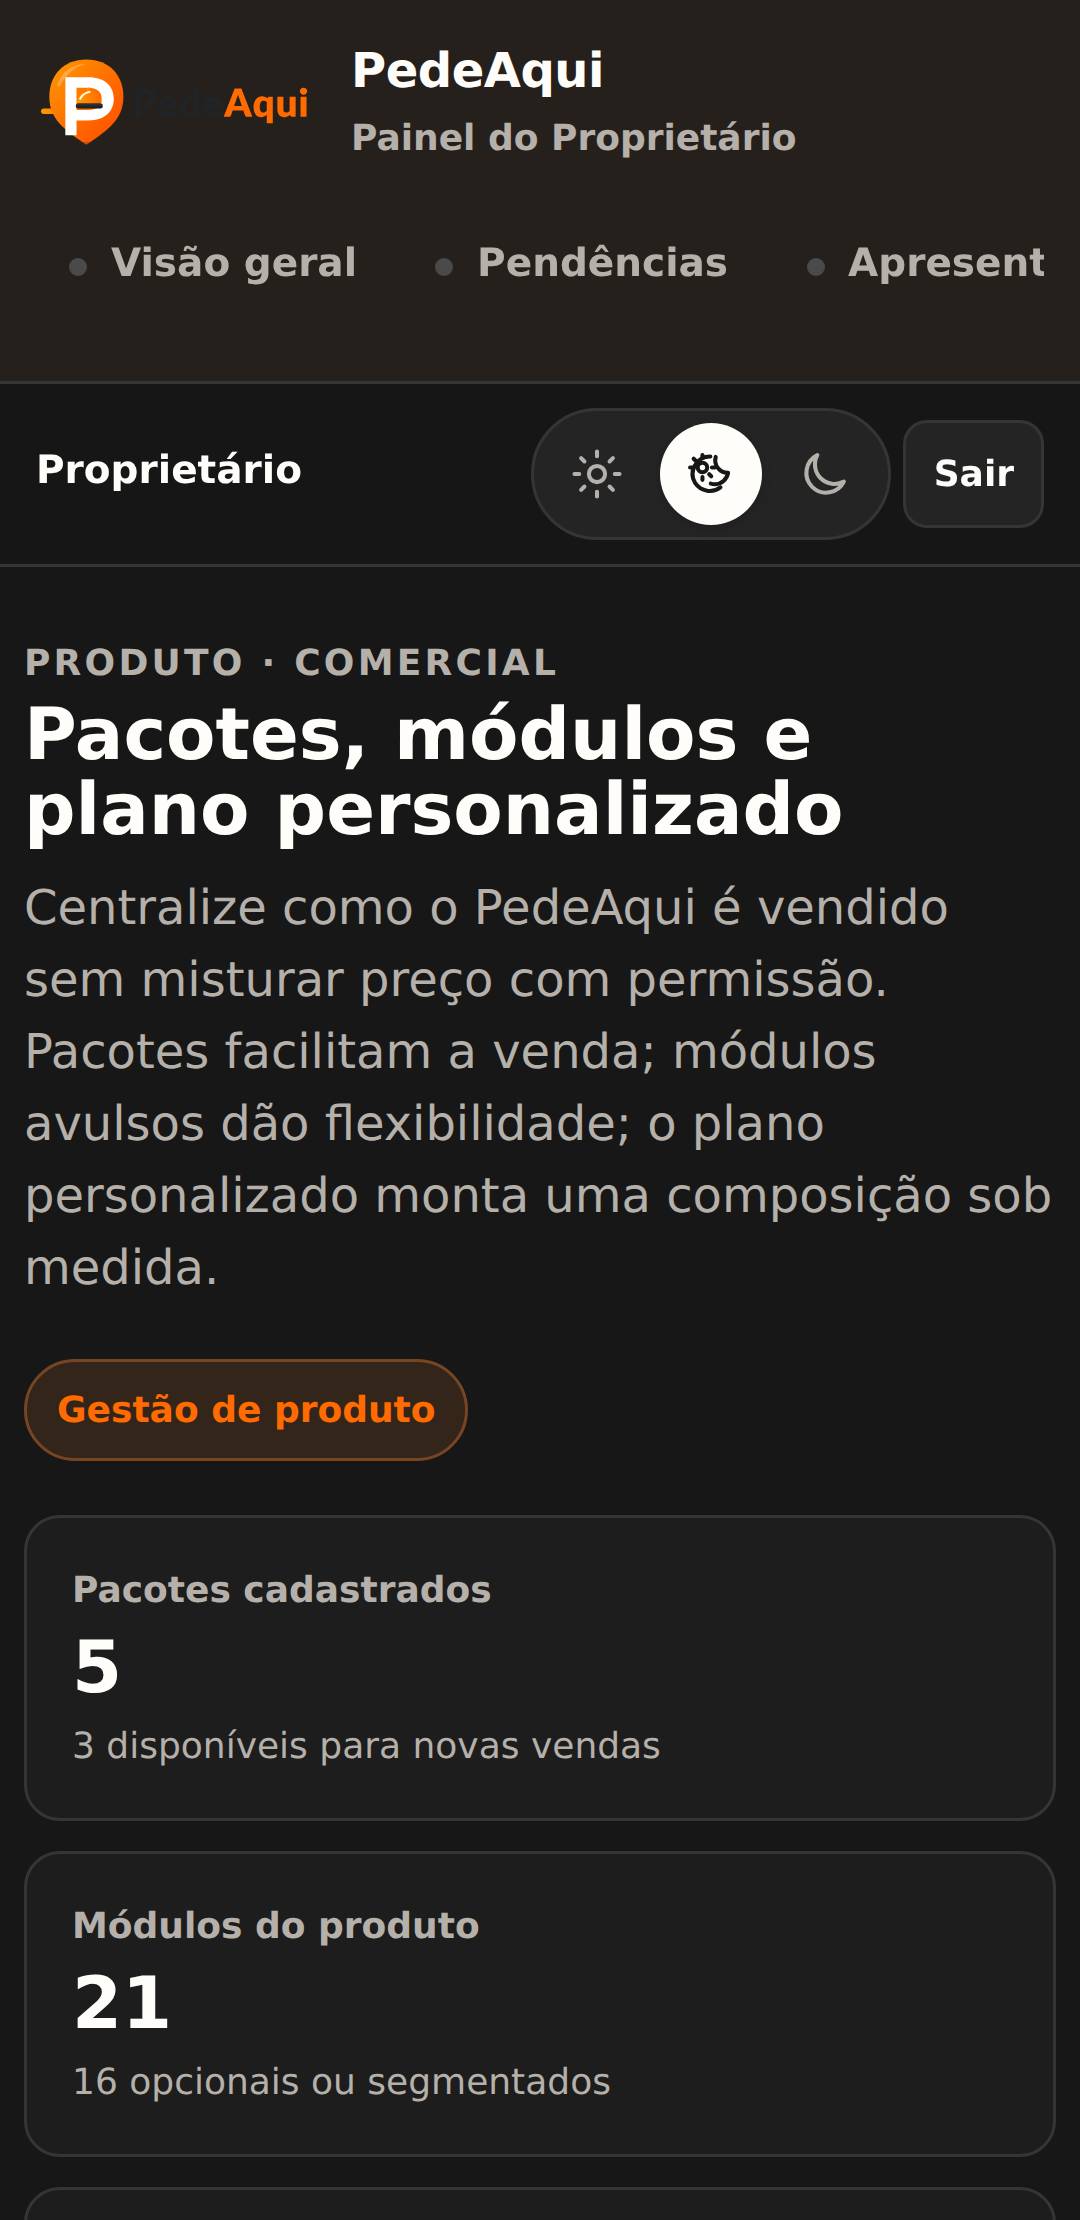 PedeAqui
PedeAqui
Painel do Proprietário
Visão geral
Pendências
Apresent
Proprietário
Sair
PRODUTO · COMERCIAL
Pacotes, módulos e
plano personalizado
Centralize como o PedeAqui é vendido
sem misturar preço com permissão.
Pacotes facilitam a venda; módulos
avulsos dão flexibilidade; o plano
personalizado monta uma composição sob
medida.
Gestão de produto
Pacotes cadastrados
5
3 disponíveis para novas vendas
Módulos do produto
21
16 opcionais ou segmentados